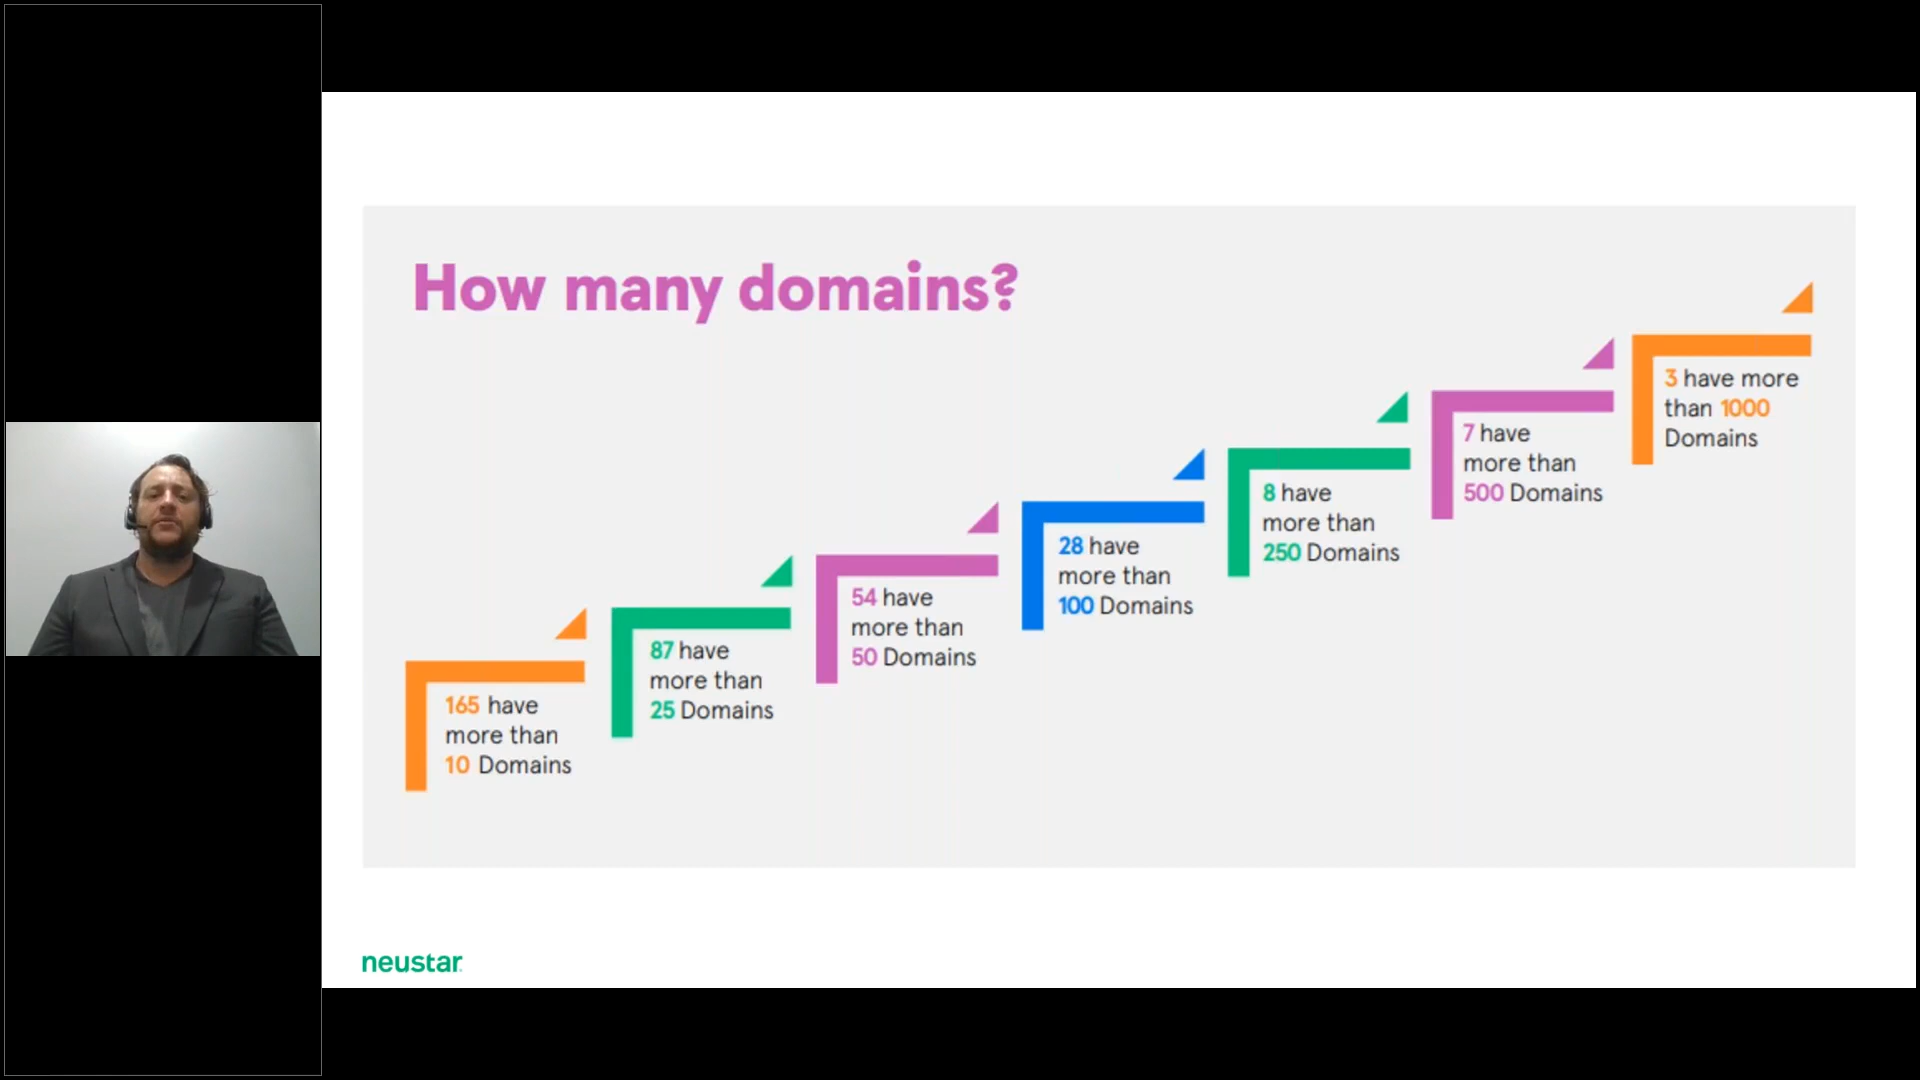 How many domains?
165 have
more than
10 Domains
87 have
more than
25 Domains
54 have
more than
50 Domains
28 have
more than
100 Domains
8 have
more than
250 Domains
7 have
more than
500 Domains
3 have more
than 1000
Domains
neustar